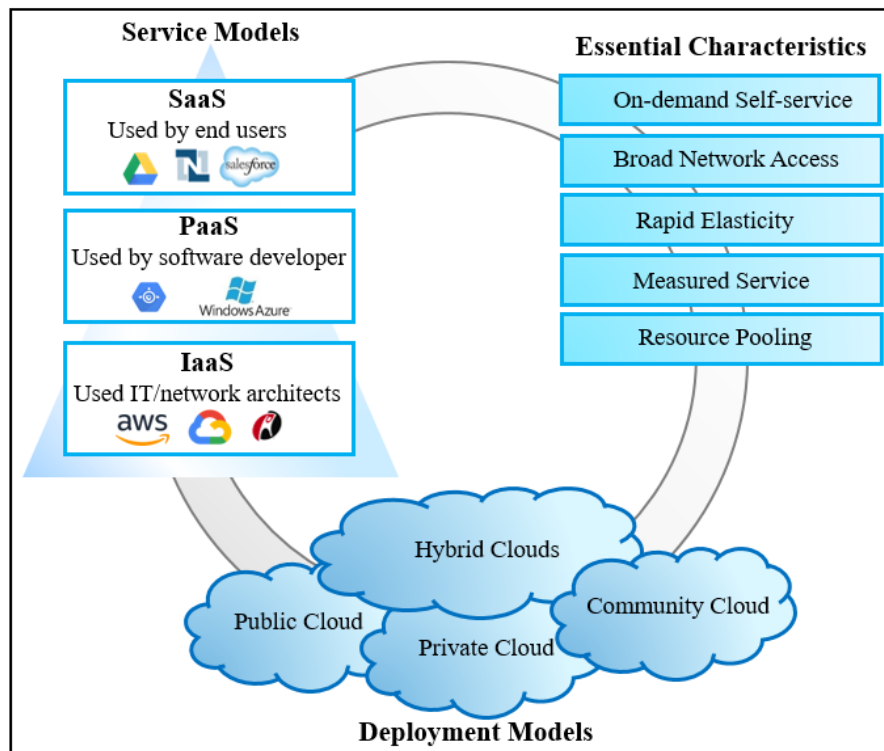 Service Models
SaaS
Used by end users
N
salesforce
PaaS
Used by software developer
Windows Azure
IaaS
Used IT/network architects
aws
Essential Characteristics
On-demand Self-service
Broad Network Access
Rapid Elasticity
Measured Service
Resource Pooling
Hybrid Clouds
Public Cloud
Private Cloud
Community Cloud
Deployment Models